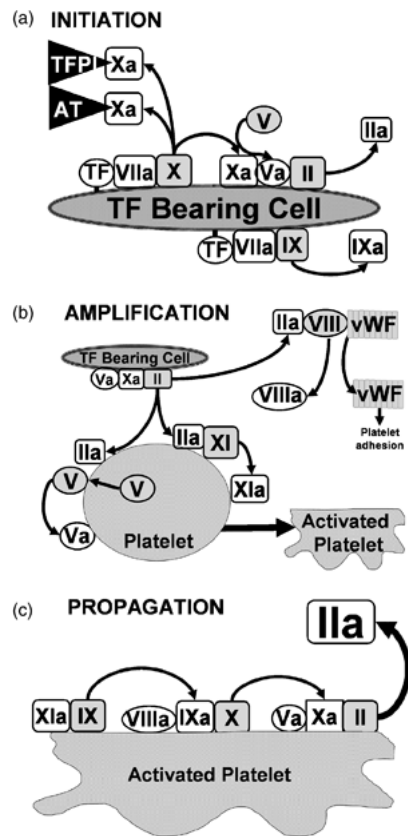 (a) INITIATION
TFPI Xa
AT Xa
V
IIa
TF VIIa X Xa Va II
TF Bearing Cell
TF VIIa IX IXa
(b) AMPLIFICATION
IIa VIII vWF
TF Bearing Cell
Va Xa II
VIIIa vWF
Platelet
adhesion
IIa IIa XI
V V XIa
Va Platelet
Activated
Platelet
(c) PROPAGATION
IIa
XIa IX VIIIa IXa X Va Xa II
Activated Platelet